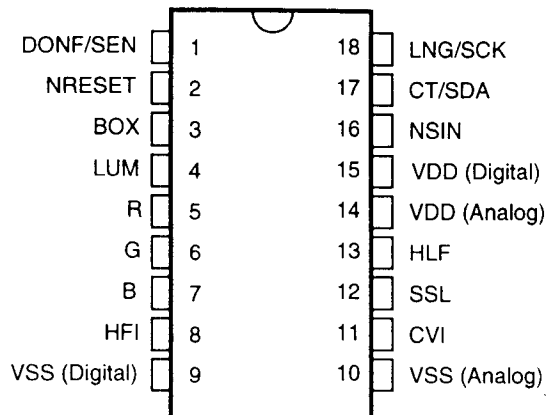 DONF/SEN 1 18 LNG/SCK
NRESET 2 17 CT/SDA
BOX 3 16 NSIN
LUM 4 15 VDD (Digital)
R 5 14 VDD (Analog)
G 6 13 HLF
B 7 12 SSL
HFI 8 11 CVI
VSS (Digital) 9 10 VSS (Analog)